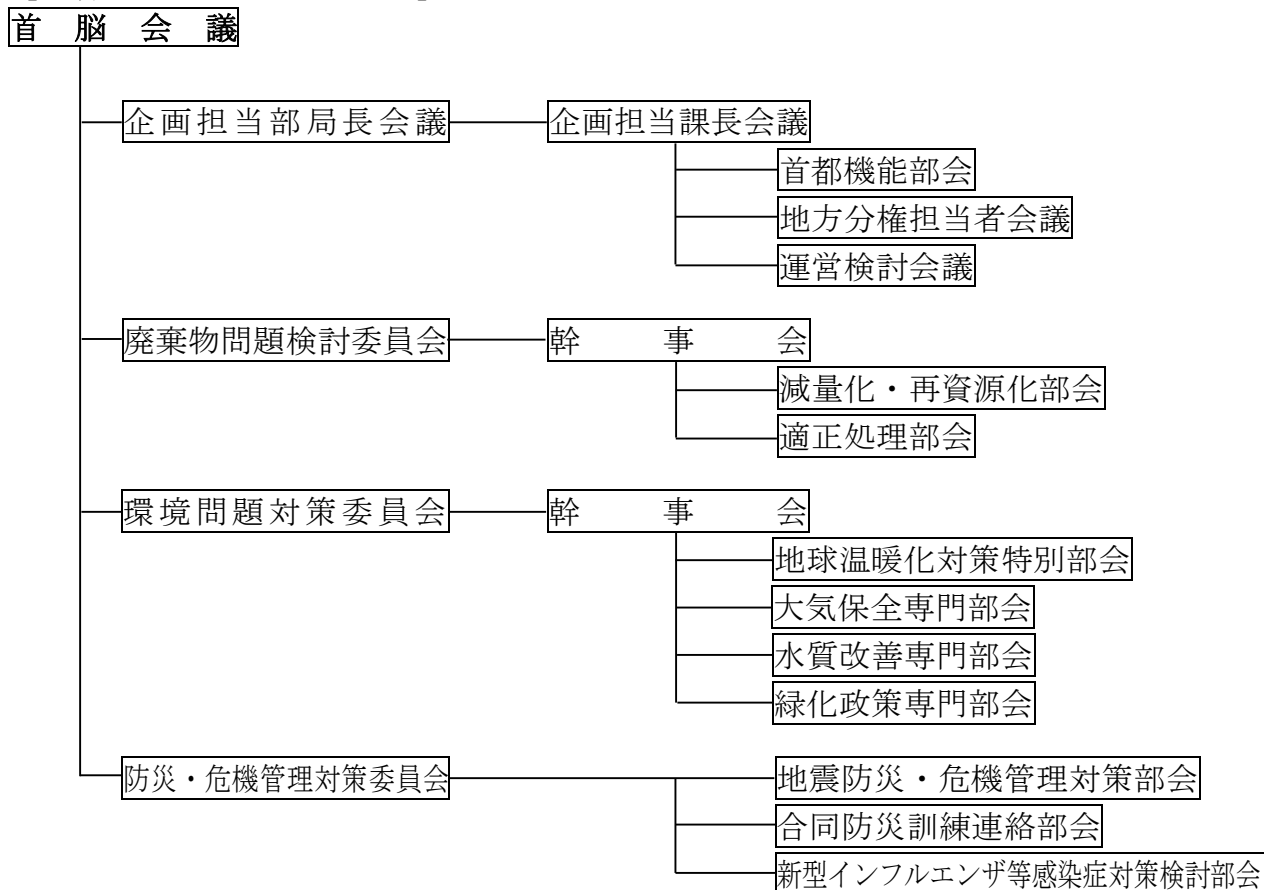 首脳会議
企画担当部局長会議 企画担当課長会議
首都機能部会
地方分権担当者会議
運営検討会議
廃棄物問題検討委員会 幹事会
減量化・再資源化部会
適正処理部会
環境問題対策委員会 幹事会
地球温暖化対策特別部会
大気保全専門部会
水質改善専門部会
緑化政策専門部会
防災・危機管理対策委員会 地震防災・危機管理対策部会
合同防災訓練連絡部会
新型インフルエンザ等感染症対策検討部会